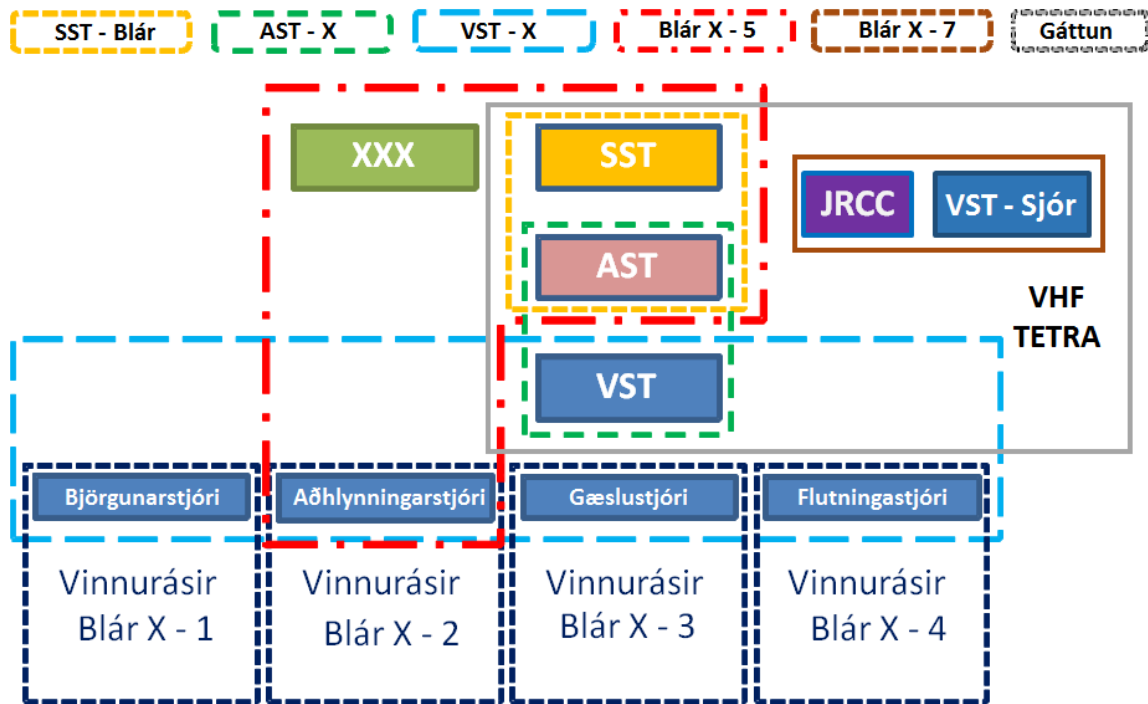 SST - Blár
AST - X
VST - X
Blár X - 5
Blár X - 7
Gáttun
XXX
SST
JRCC
VST - Sjór
AST
VHF
TETRA
VST
Björgunarstjóri
Aðhlynningarstjóri
Gæslustjóri
Flutningastjóri
Vinnurásir
Blár X - 1
Vinnurásir
Blár X - 2
Vinnurásir
Blár X - 3
Vinnurásir
Blár X - 4